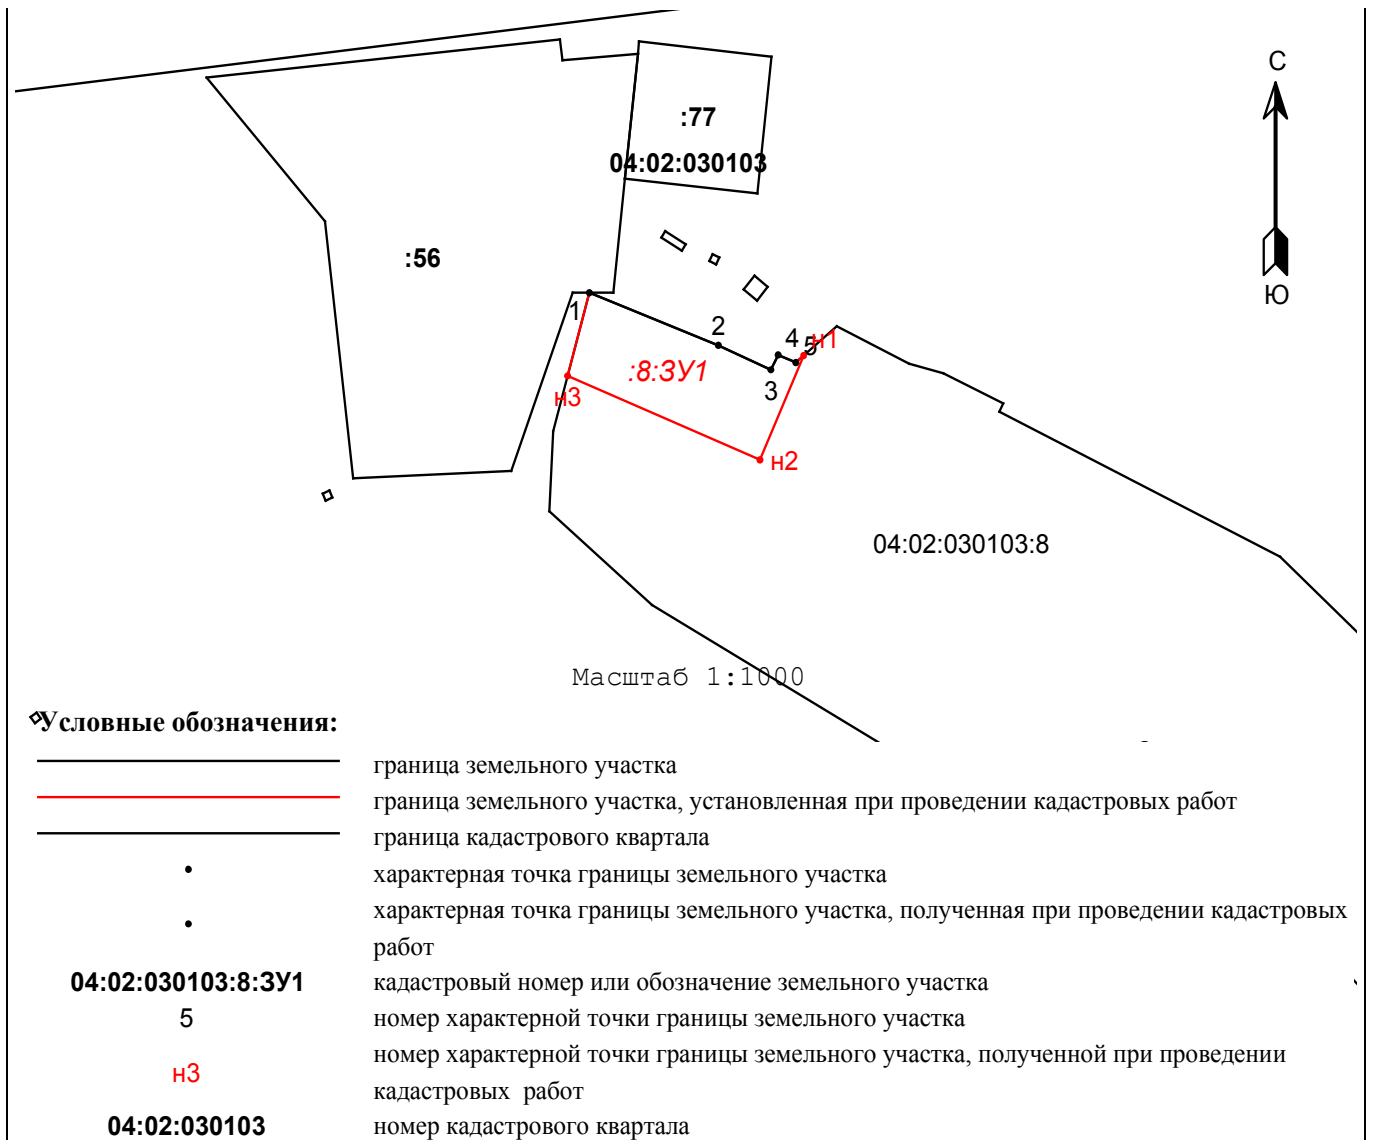 С
:77
04:02:030103
:56
Ю
1
2
4
н1
5
3
:8:ЗУ1
н3
н2
04:02:030103:8
Масштаб 1:1000
Условные обозначения:
граница земельного участка
граница земельного участка, установленная при проведении кадастровых работ
граница кадастрового квартала
характерная точка границы земельного участка
характерная точка границы земельного участка, полученная при проведении кадастровых
работ
04:02:030103:8:ЗУ1 кадастровый номер или обозначение земельного участка
5 номер характерной точки границы земельного участка
н3 номер характерной точки границы земельного участка, полученной при проведении
кадастровых работ
04:02:030103 номер кадастрового квартала